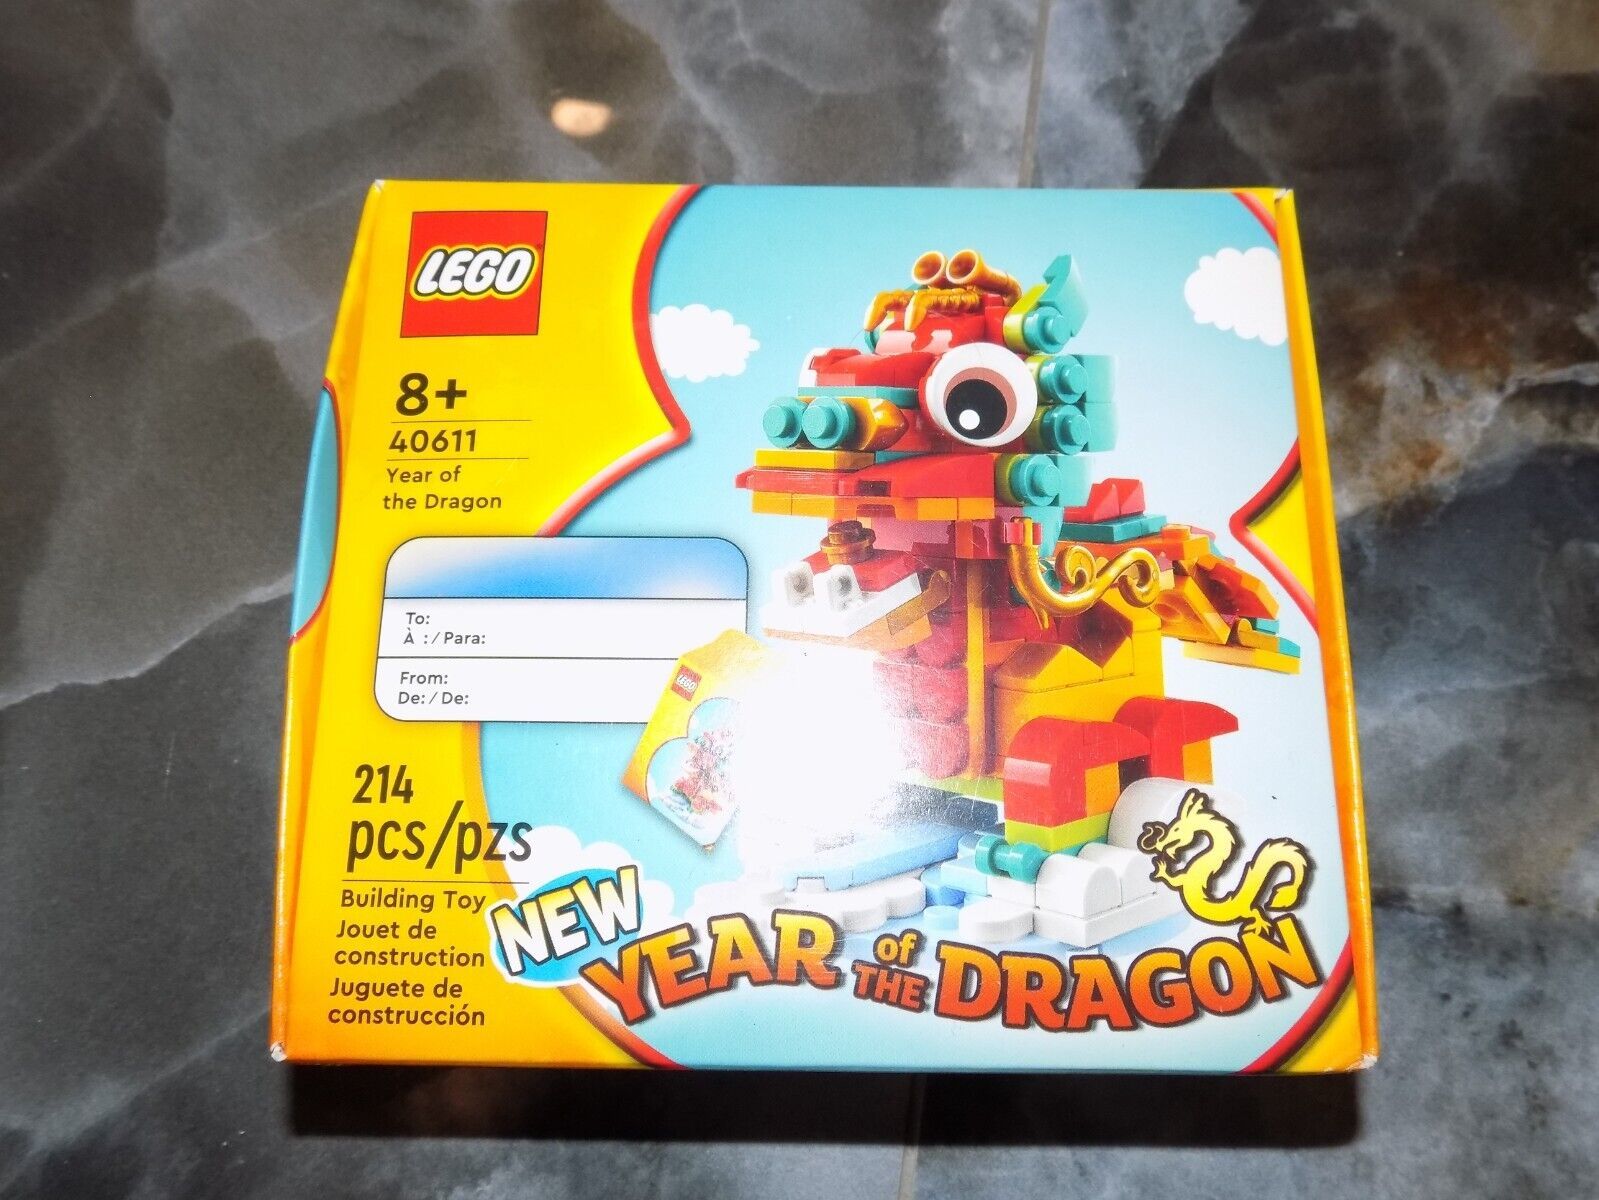 LEGO
8+
40611
Year of
the Dragon
To:
À :/Para:
From:
De:/De:
LEGO
214
pcs/pzs
Building Toy
Jouet de
construction
Juguete de
construcción
NEW
YEAR of THE DRAGON